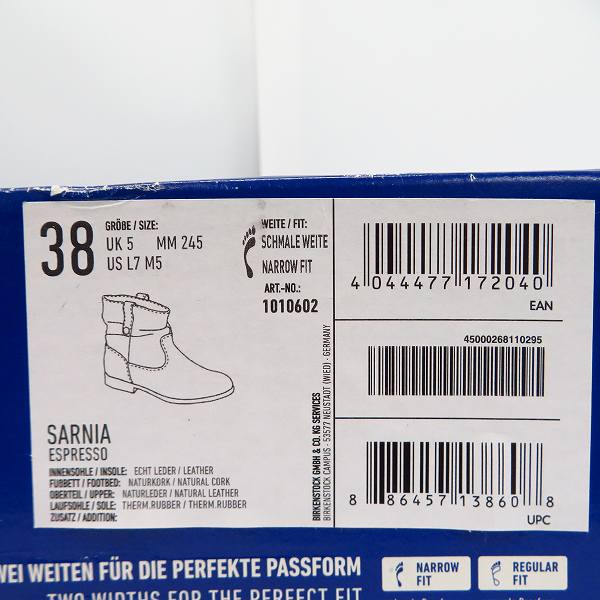 38
GRÖßE / SIZE:
UK 5 MM 245
US L7 M5
WEITE / FIT:
SCHMALE WEITE
NARROW FIT
ART.-NO.:
1010602
SARNIA
ESPRESSO
INNENSOHLE / INSOLE: ECHT LEDER / LEATHER
FUßBETT / FOOTBED: NATURKORK / NATURAL CORK
OBERTEIL / UPPER: NATURLEDER / NATURAL LEATHER
LAUFSOHLE / SOLE: THERM.RUBBER / THERM.RUBBER
ZUSATZ / ADDITION:
BIRKENSTOCK GMBH & CO. KG SERVICES
BIRKENSTOCK CAMPUS - 53577 NEUSTADT (WIED) - GERMANY
4 044477 172040
EAN
45000268110295
8 86457 13860 8
UPC
WEI WEITEN FÜR DIE PERFEKTE PASSFORM
TWO WIDTHS FOR THE PERFECT FIT
NARROW
FIT
REGULAR
FIT